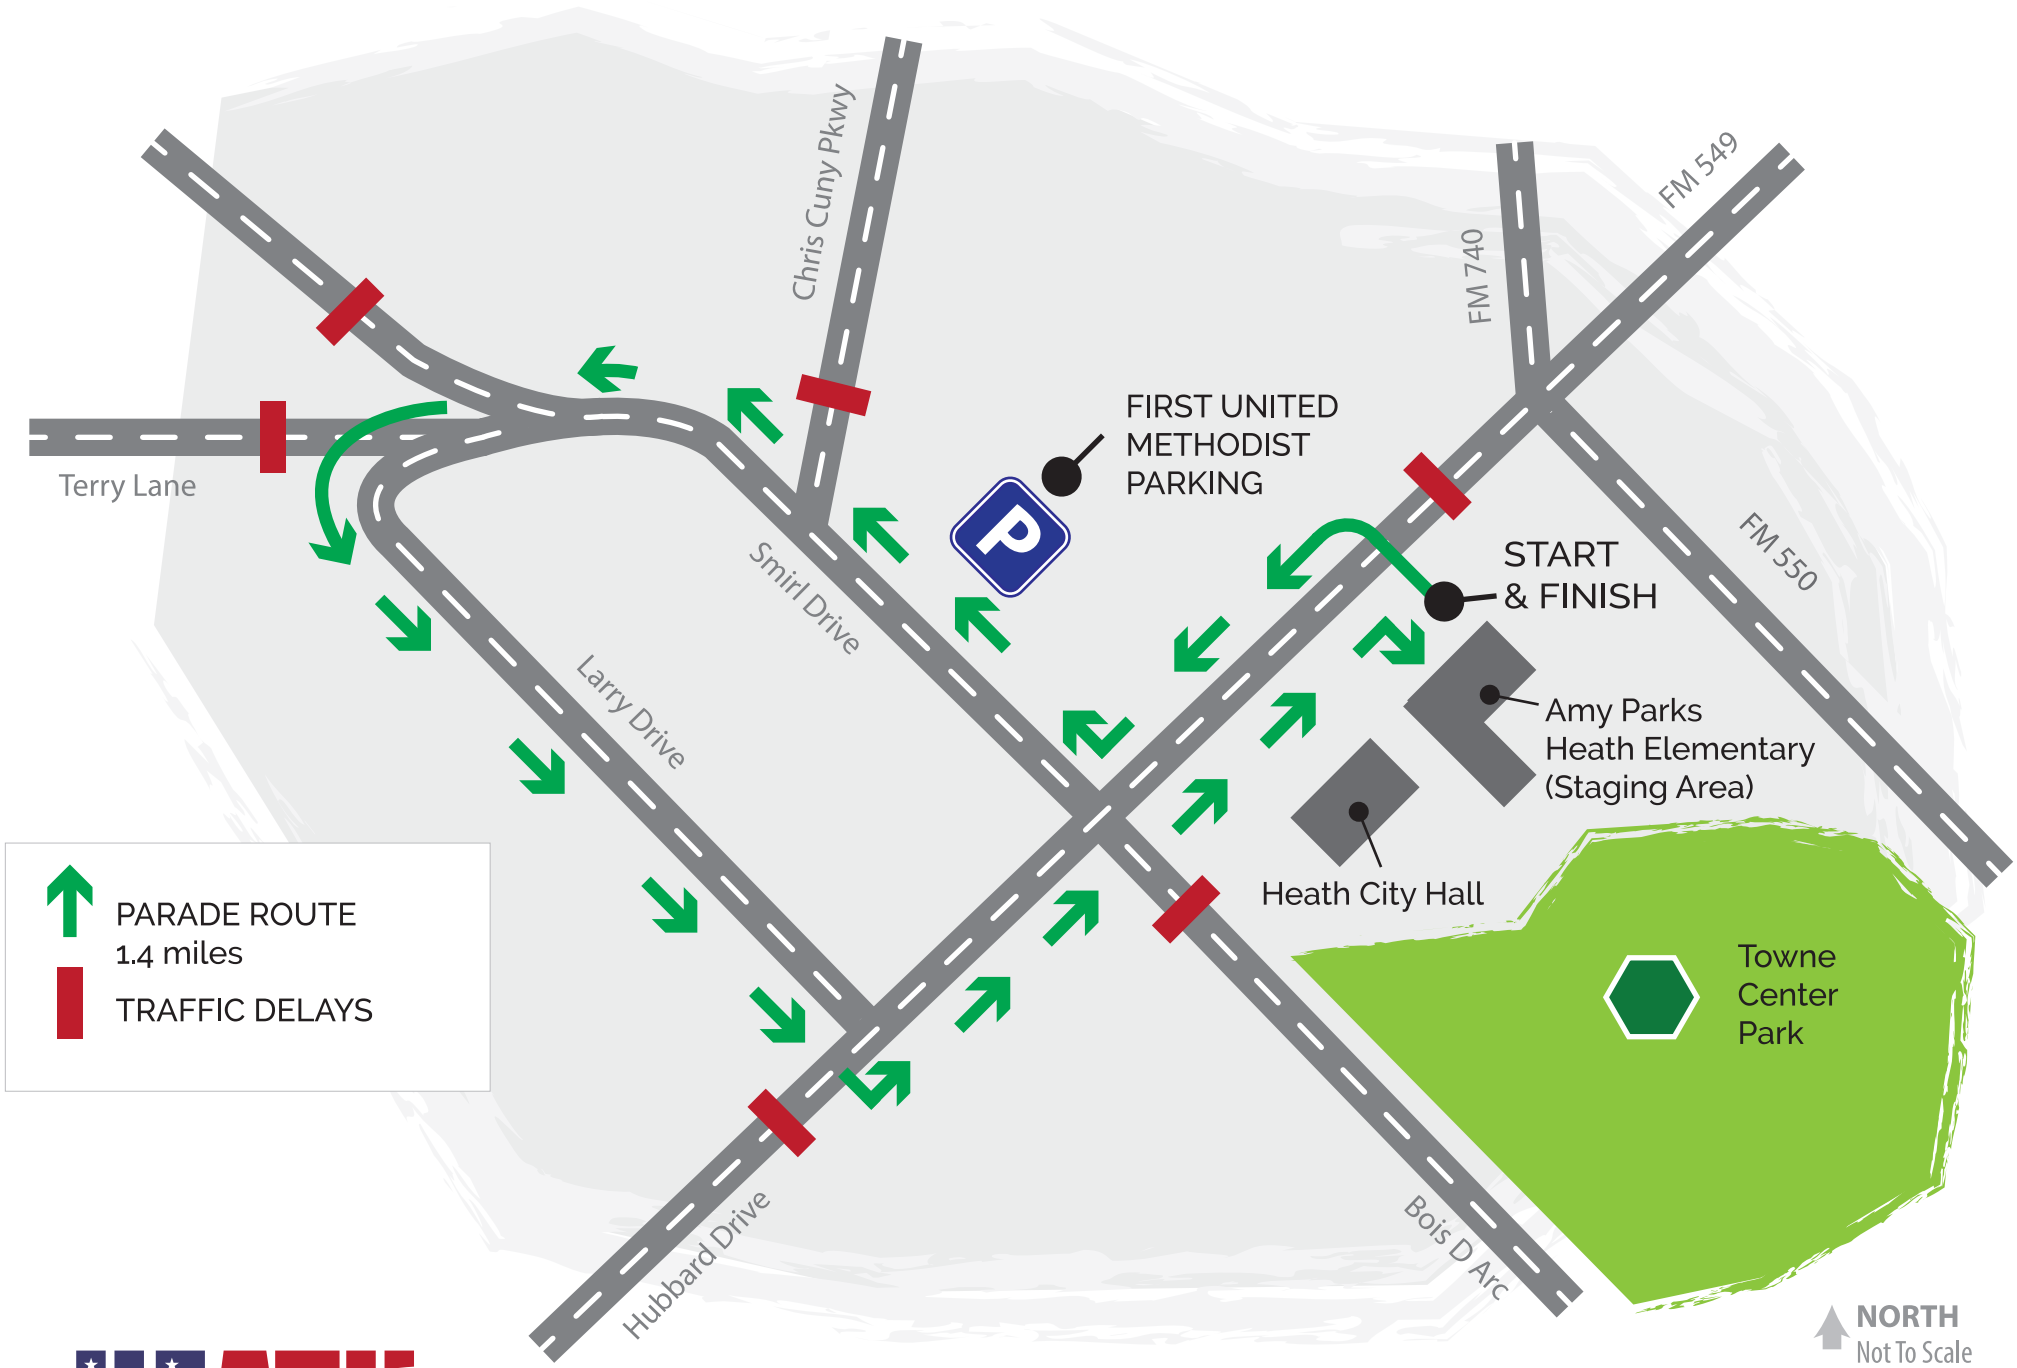 Chris Cuny Pkwy
FM 549
FM 740
FIRST UNITED
METHODIST
PARKING
P
Terry Lane
START
& FINISH
FM 550
Smirl Drive
Larry Drive
Amy Parks
Heath Elementary
(Staging Area)
Heath City Hall
PARADE ROUTE
1.4 miles
TRAFFIC DELAYS
Towne
Center
Park
Hubbard Drive
Bois D Arc
NORTH
Not To Scale